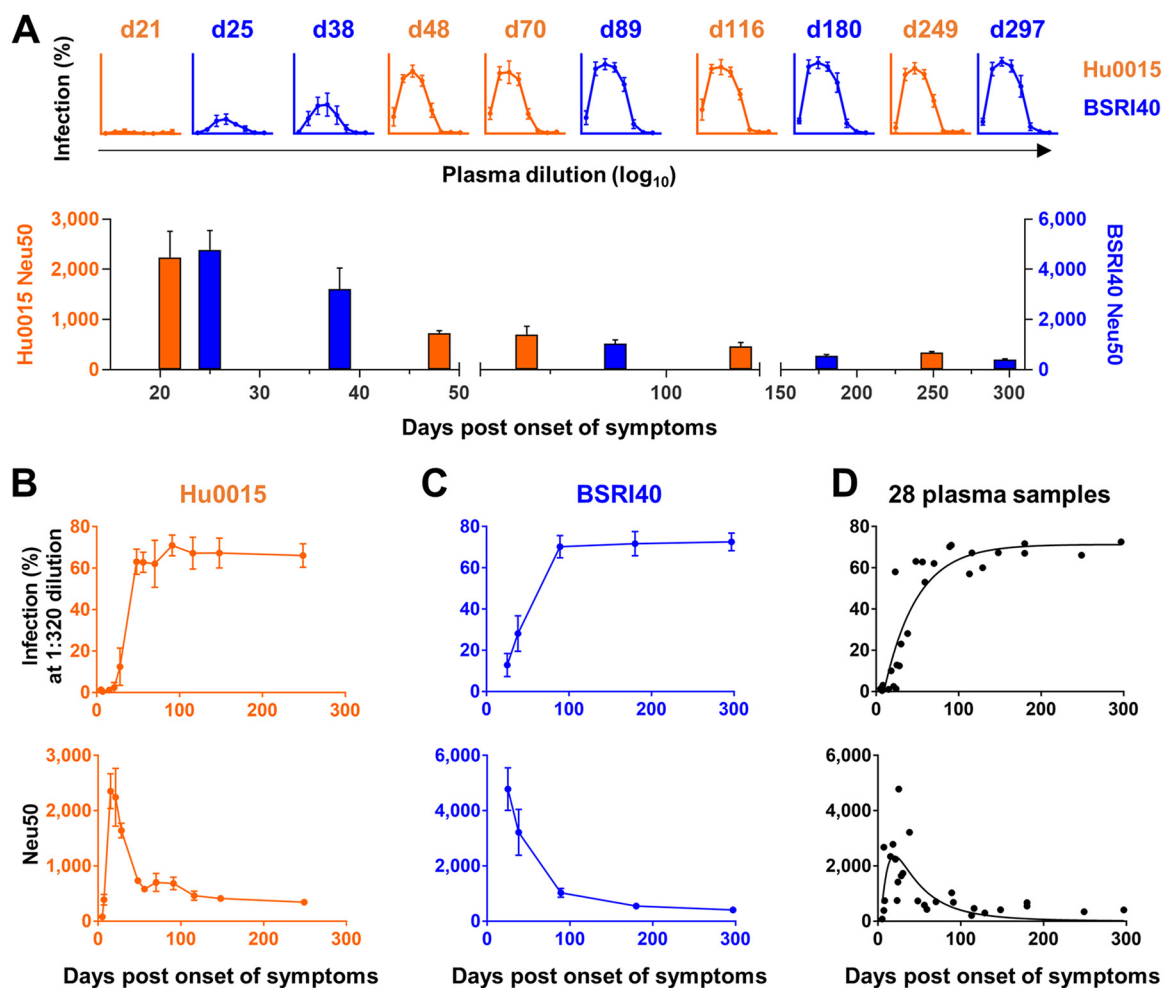 A
d21 d25 d38 d48 d70 d89 d116 d180 d249 d297
Infection (%)
Hu0015
BSRI40
Plasma dilution (log10)
Hu0015 Neu50
3,000
2,000
1,000
0
6,000
4,000
2,000
0
BSRI40 Neu50
20 30 40 50 100 150 200 250 300
Days post onset of symptoms
B
Hu0015
Infection (%)
at 1:320 dilution
80
60
40
20
0
0 100 200 300
Neu50
3,000
2,000
1,000
0
0 100 200 300
Days post onset of symptoms
C
BSRI40
80
60
40
20
0
0 100 200 300
6,000
4,000
2,000
0
0 100 200 300
Days post onset of symptoms
D
28 plasma samples
80
60
40
20
0
0 100 200 300
6,000
4,000
2,000
0
0 100 200 300
Days post onset of symptoms